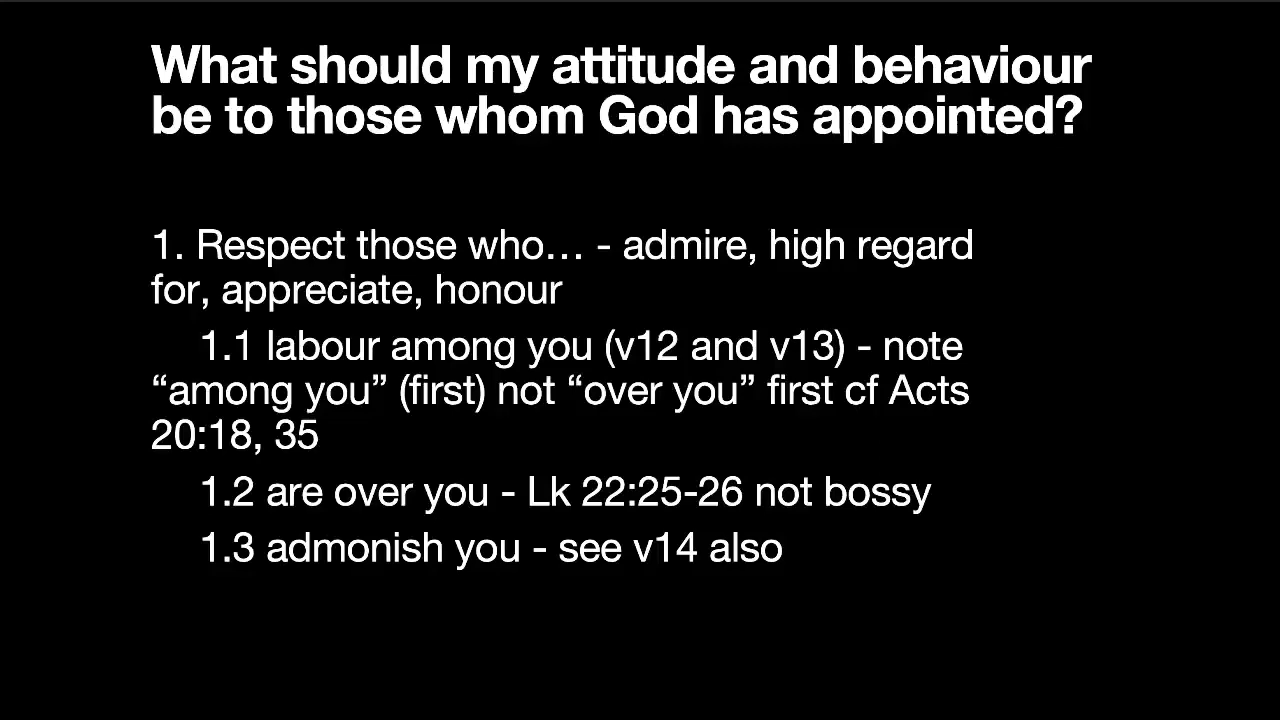 What should my attitude and behaviour
be to those whom God has appointed?
1. Respect those who… - admire, high regard
for, appreciate, honour
1.1 labour among you (v12 and v13) - note
“among you” (first) not “over you” first cf Acts
20:18, 35
1.2 are over you - Lk 22:25-26 not bossy
1.3 admonish you - see v14 also